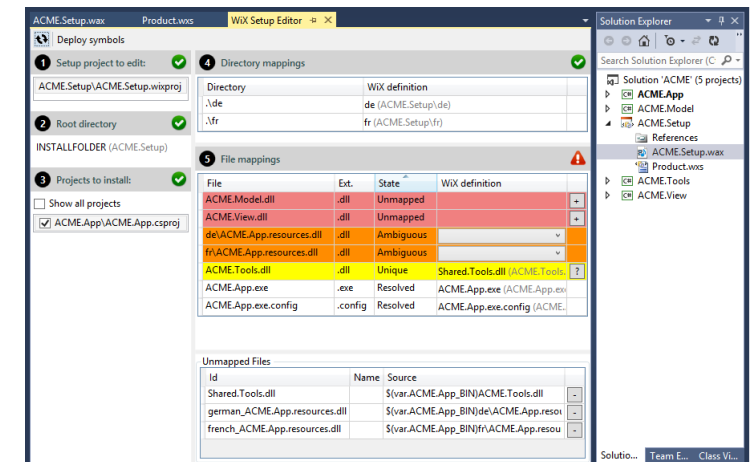 ACME.Setup.wax Product.wxs WiX Setup Editor
Deploy symbols
1 Setup project to edit:
ACME.Setup\ACME.Setup.wixproj
2 Root directory
INSTALLFOLDER (ACME.Setup)
3 Projects to install:
Show all projects
ACME.App\ACME.App.csproj
4 Directory mappings
Directory WiX definition
.\de de (ACME.Setup\de)
.\fr fr (ACME.Setup\fr)
5 File mappings
File Ext. State WiX definition
ACME.Model.dll .dll Unmapped +
ACME.View.dll .dll Unmapped +
de\ACME.App.resources.dll .dll Ambiguous
fr\ACME.App.resources.dll .dll Ambiguous
ACME.Tools.dll .dll Unique Shared.Tools.dll (ACME.Tools. ?
ACME.App.exe .exe Resolved ACME.App.exe (ACME.App.ex
ACME.App.exe.config .config Resolved ACME.App.exe.config (ACME.
Unmapped Files
Id Name Source
Shared.Tools.dll $(var.ACME.App_BIN)ACME.Tools.dll -
german_ACME.App.resources.dll $(var.ACME.App_BIN)de\ACME.App.resou -
french_ACME.App.resources.dll $(var.ACME.App_BIN)fr\ACME.App.resou -
Solution Explorer
Search Solution Explorer (C
Solution 'ACME' (5 projects)
C# ACME.App
C# ACME.Model
ACME.Setup
References
ACME.Setup.wax
Product.wxs
C# ACME.Tools
C# ACME.View
Solutio... Team E... Class Vi...